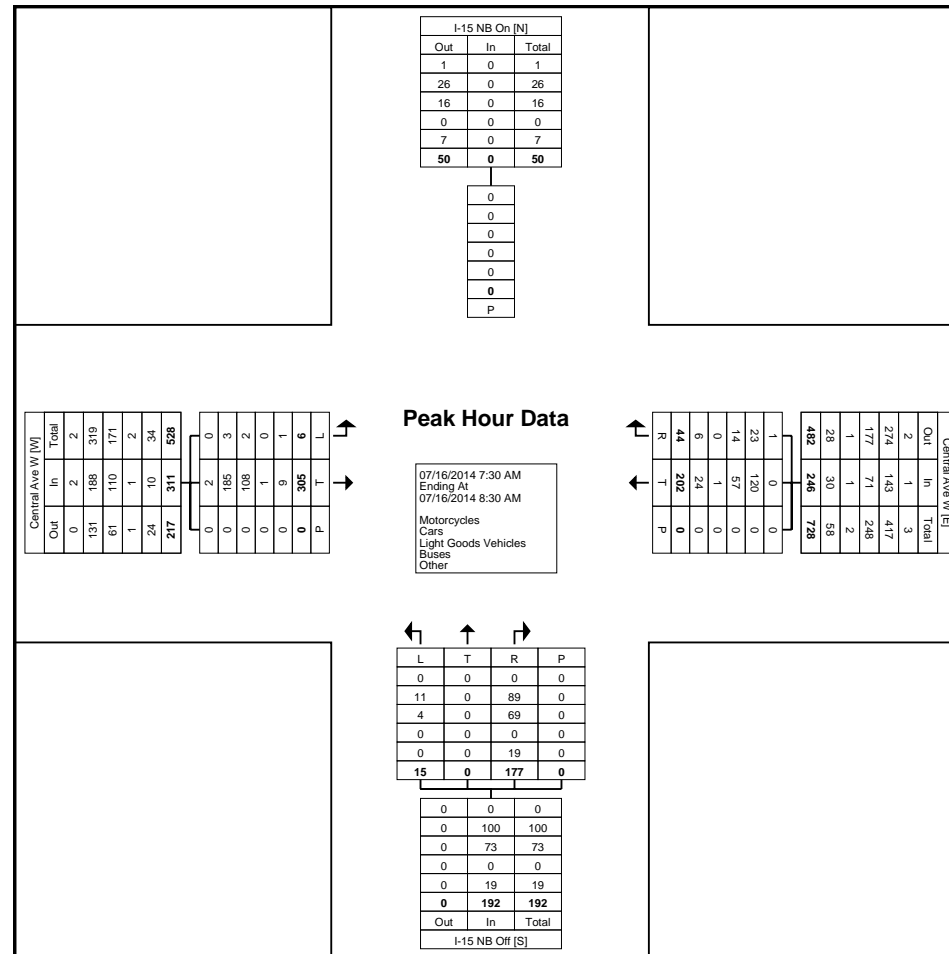 I-15 NB On [N]
Out In Total
1 0 1
26 0 26
16 0 16
0 0 0
7 0 7
50 0 50
0
0
0
0
0
0
P
Central Ave W [W]
Total 2 319 171 2 34 528
In 2 188 110 1 10 311
Out 0 131 61 1 24 217
0 3 2 0 1 6 L
2 185 108 1 9 305 T
0 0 0 0 0 0 P
Peak Hour Data
07/16/2014 7:30 AM
Ending At
07/16/2014 8:30 AM
Motorcycles
Cars
Light Goods Vehicles
Buses
Other
R 44 6 0 14 23 1
T 202 24 1 57 120 0
P 0 0 0 0 0 0
482 28 1 177 274 2 Out
246 30 1 71 143 1 In
728 58 2 248 417 3 Total
Central Ave W [E]
L T R P
0 0 0 0
11 0 89 0
4 0 69 0
0 0 0 0
0 0 19 0
15 0 177 0
0 0 0
0 100 100
0 73 73
0 0 0
0 19 19
0 192 192
Out In Total
I-15 NB Off [S]